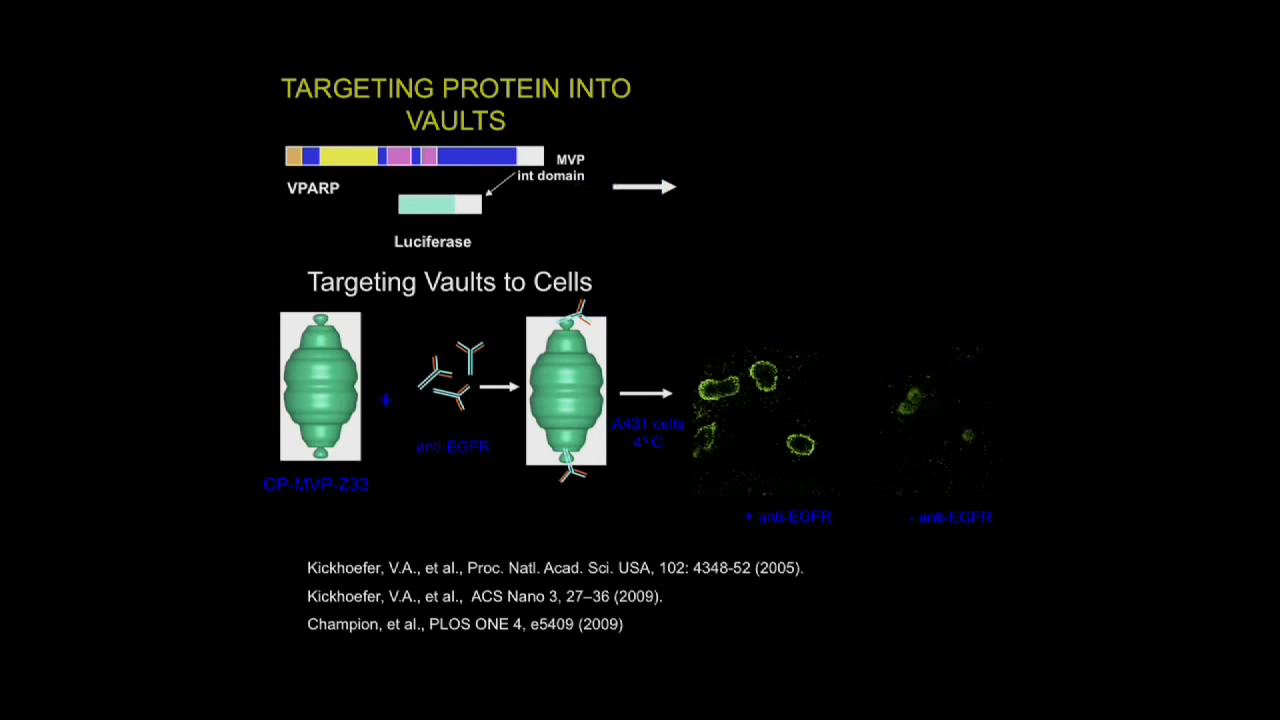 TARGETING PROTEIN INTO
VAULTS
MVP
int domain
VPARP
Luciferase
Targeting Vaults to Cells
+
anti-EGFR
A431 cells
4° C
CP-MVP-Z33
+ anti-EGFR
- anti-EGFR
Kickhoefer, V.A., et al., Proc. Natl. Acad. Sci. USA, 102: 4348-52 (2005).
Kickhoefer, V.A., et al., ACS Nano 3, 27–36 (2009).
Champion, et al., PLOS ONE 4, e5409 (2009)